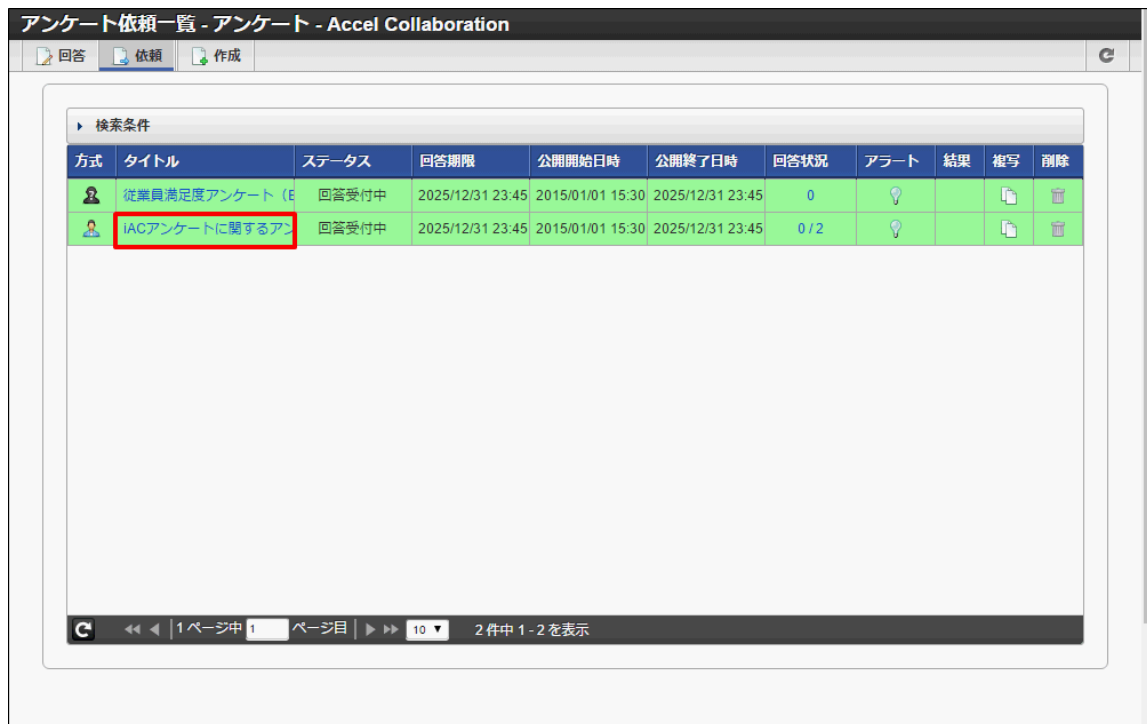 アンケート依頼一覧 - アンケート - Accel Collaboration
回答 依頼 作成
検索条件
方式 タイトル ステータス 回答期限 公開開始日時 公開終了日時 回答状況 アラート 結果 複写 削除
従業員満足度アンケート（E 回答受付中 2025/12/31 23:45 2015/01/01 15:30 2025/12/31 23:45 0
iACアンケートに関するアン 回答受付中 2025/12/31 23:45 2015/01/01 15:30 2025/12/31 23:45 0 / 2
1 ページ中 1 ページ目 10 2 件中 1 - 2 を表示